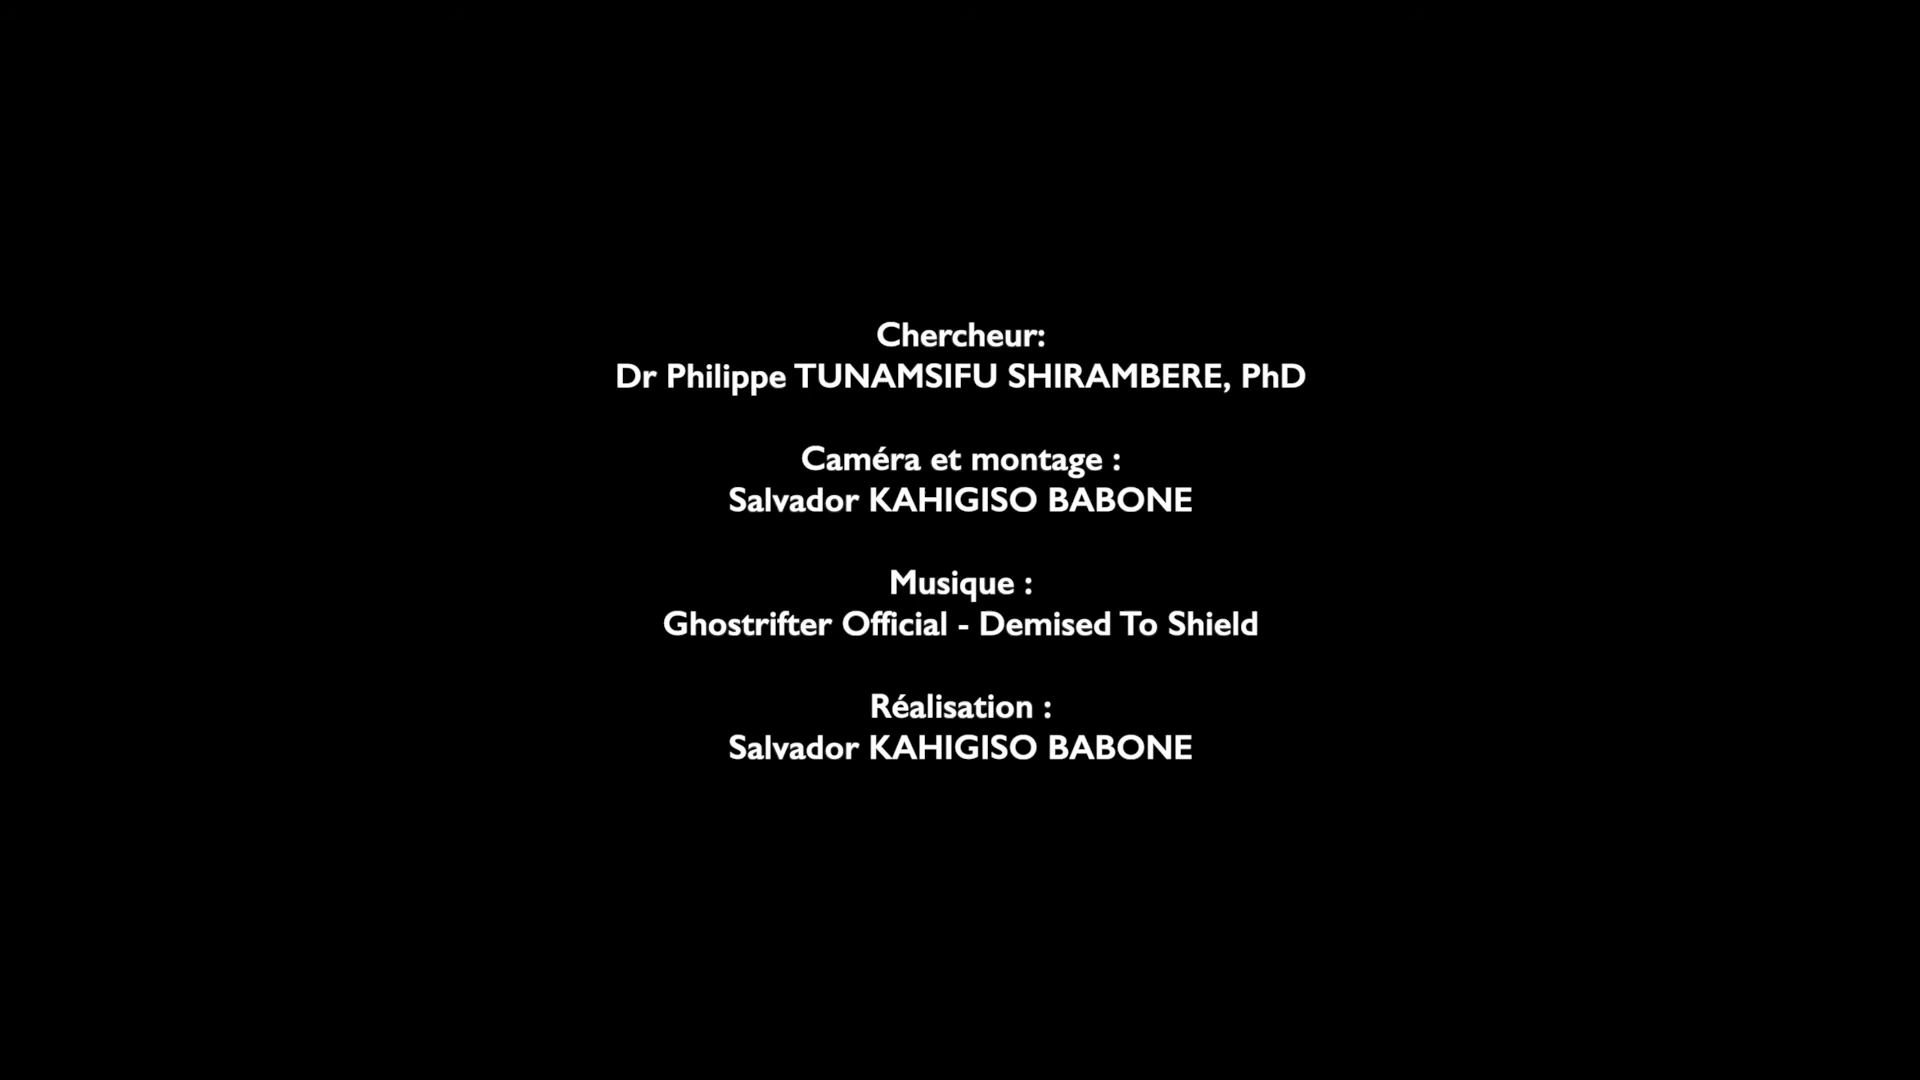 Chercheur:
Dr Philippe TUNAMSIFU SHIRAMBERE, PhD
Caméra et montage :
Salvador KAHIGISO BABONE
Musique :
Ghostrifter Official - Demised To Shield
Réalisation :
Salvador KAHIGISO BABONE